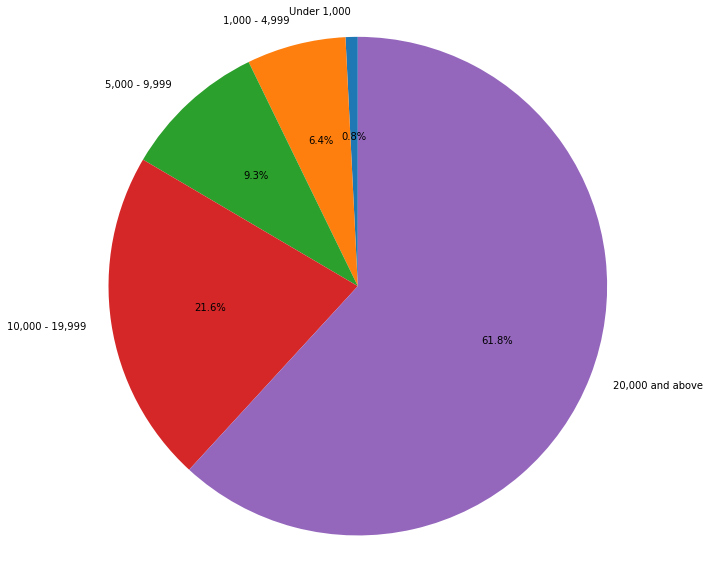 Under 1,000
1,000 - 4,999
5,000 - 9,999
6.4%
0.8%
9.3%
21.6%
10,000 - 19,999
61.8%
20,000 and above